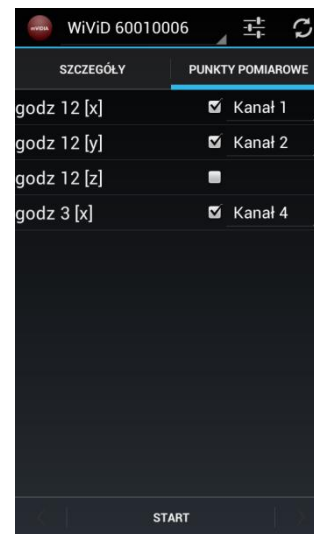 WiViD 60010006
SZCZEGÓŁY PUNKTY POMIAROWE
godz 12 [x] Kanał 1
godz 12 [y] Kanał 2
godz 12 [z]
godz 3 [x] Kanał 4
START